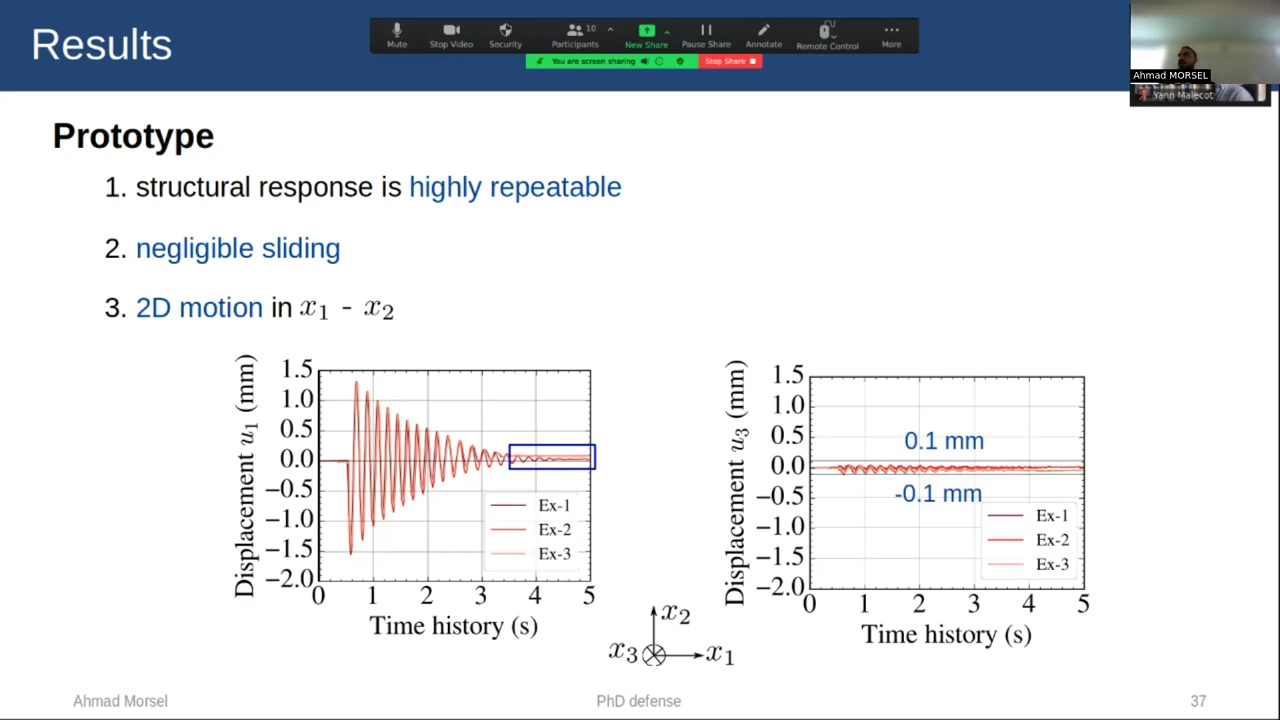 Results
Mute
Stop Video
Security
Participants
10
New Share
Pause Share
Annotate
Remote Control
More
You are screen sharing
Stop Share
Ahmad MORSEL
Yann Malecot
Prototype
1. structural response is highly repeatable
2. negligible sliding
3. 2D motion in x1 - x2
Displacement u1 (mm)
1.5
1.0
0.5
0.0
−0.5
−1.0
−1.5
−2.0
0 1 2 3 4 5
Time history (s)
Ex-1
Ex-2
Ex-3
Displacement u3 (mm)
1.5
1.0
0.5
0.0
−0.5
−1.0
−1.5
−2.0
0 1 2 3 4 5
Time history (s)
0.1 mm
-0.1 mm
Ex-1
Ex-2
Ex-3
x2
x3
x1
Ahmad Morsel
PhD defense
37